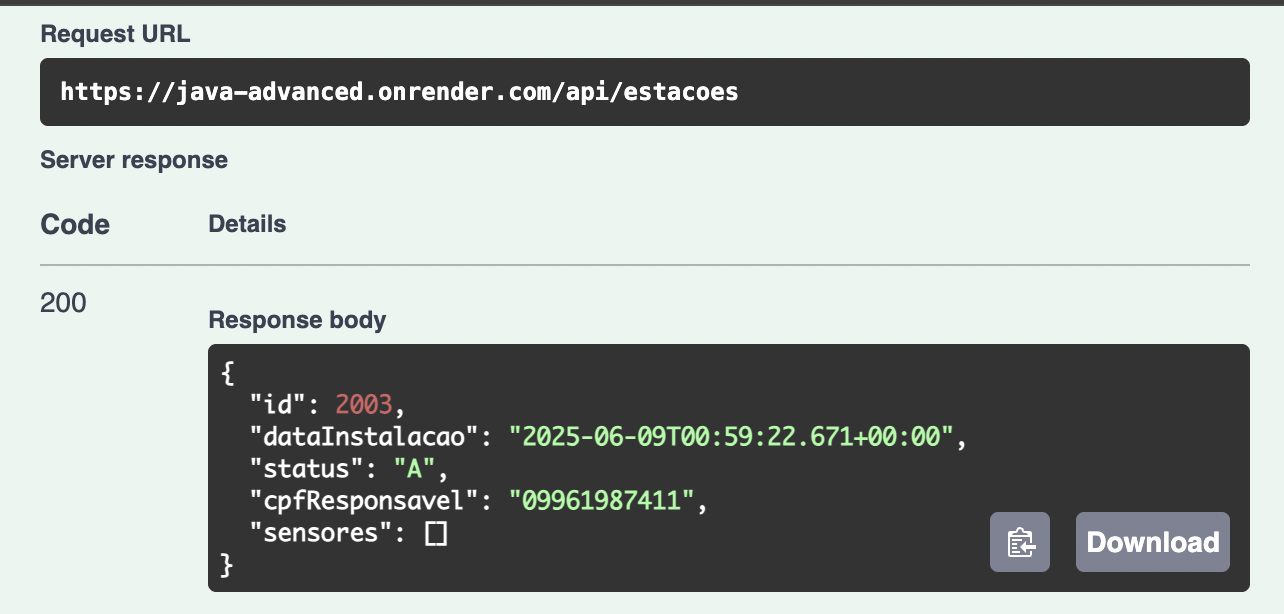 Request URL
https://java-advanced.onrender.com/api/estacoes
Server response
Code Details
200
Response body
{
"id": 2003,
"dataInstalacao": "2025-06-09T00:59:22.671+00:00",
"status": "A",
"cpfResponsavel": "09961987411",
"sensores": []
}
Download